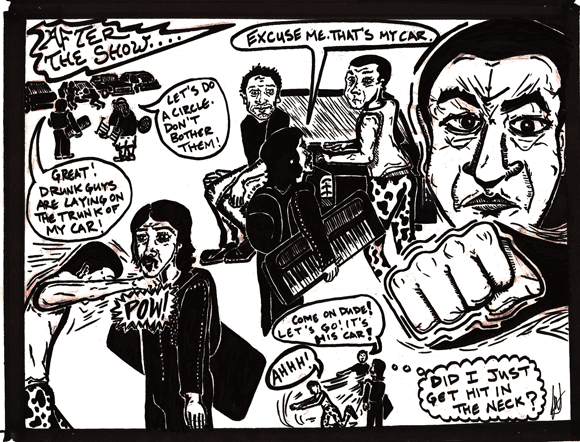 AFTER
THE SHOW....
EXCUSE ME. THAT'S MY CAR.
LET'S DO
A CIRCLE.
DON'T
BOTHER
THEM!
GREAT!
DRUNK GUYS
ARE LAYING ON
THE TRUNK OF
MY CAR!
POW!
COME ON DUDE!
LET'S GO! IT'S
HIS CAR!
AHHH!
DID I JUST
GET HIT IN
THE NECK?